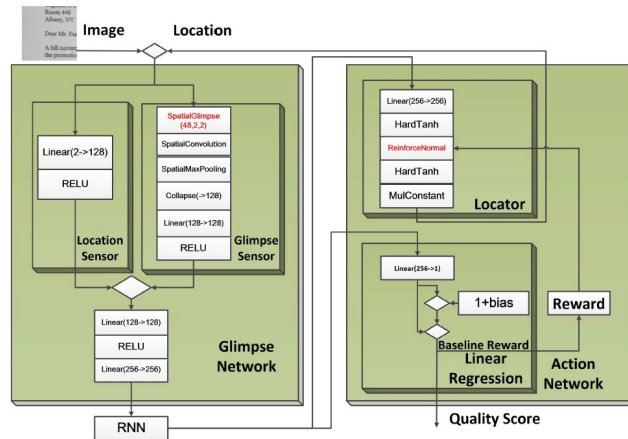 Room 448
Albany, NY
Dear Mr.
A bill
Image
Location
Linear(2->128)
RELU
Location
Sensor
SpatialGlimpse
(48,2,2)
SpatialConvolution
SpatialMaxPooling
Collapse(->128)
Linear(128->128)
RELU
Glimpse
Sensor
Linear(128->128)
RELU
Linear(256->256)
Glimpse
Network
RNN
Linear(256->256)
HardTanh
ReinforceNormal
HardTanh
MulConstant
Locator
Linear(256->1)
1+bias
Baseline Reward
Linear
Regression
Reward
Action
Network
Quality Score